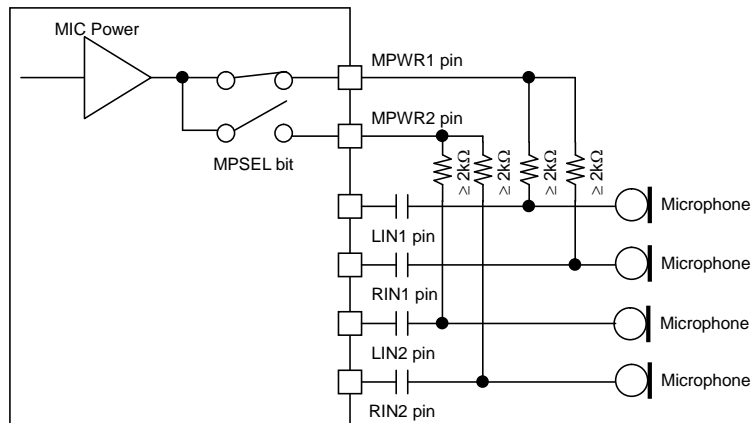 MIC Power
MPWR1 pin
MPWR2 pin
MPSEL bit
≥ 2kΩ
≥ 2kΩ
≥ 2kΩ
≥ 2kΩ
Microphone
LIN1 pin
Microphone
RIN1 pin
Microphone
LIN2 pin
Microphone
RIN2 pin